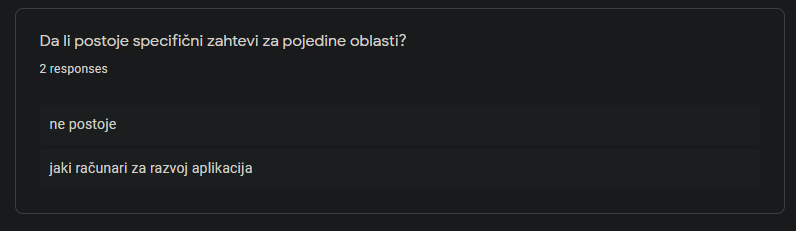 Da li postoje specifični zahtevi za pojedine oblasti?
2 responses
ne postoje
jaki računari za razvoj aplikacija